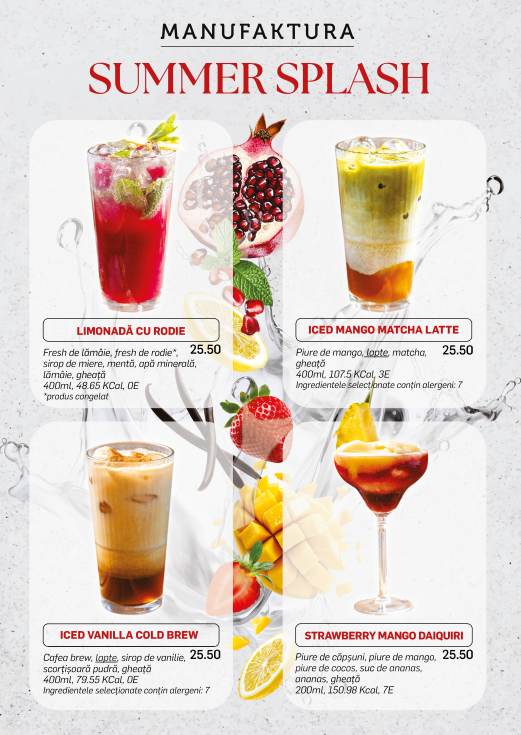 MANUFAKTURA
SUMMER SPLASH
LIMONADĂ CU RODIE
Fresh de lămâie, fresh de rodie*, 25.50
sirop de miere, mentă, apă minerală,
lămâie, gheață
400ml, 48.65 KCal, 0E
*produs congelat
ICED MANGO MATCHA LATTE
Piure de mango, lapte, matcha, 25.50
gheață
400ml, 107.5 KCal, 3E
Ingredientele selecționate conțin alergeni: 7
ICED VANILLA COLD BREW
Cafea brew, lapte, sirop de vanilie, 25.50
scorțișoară pudră, gheață
400ml, 79.55 KCal, 0E
Ingredientele selecționate conțin alergeni: 7
STRAWBERRY MANGO DAIQUIRI
Piure de căpșuni, piure de mango, 25.50
piure de cocos, suc de ananas,
ananas, gheață
200ml, 150.98 Kcal, 7E